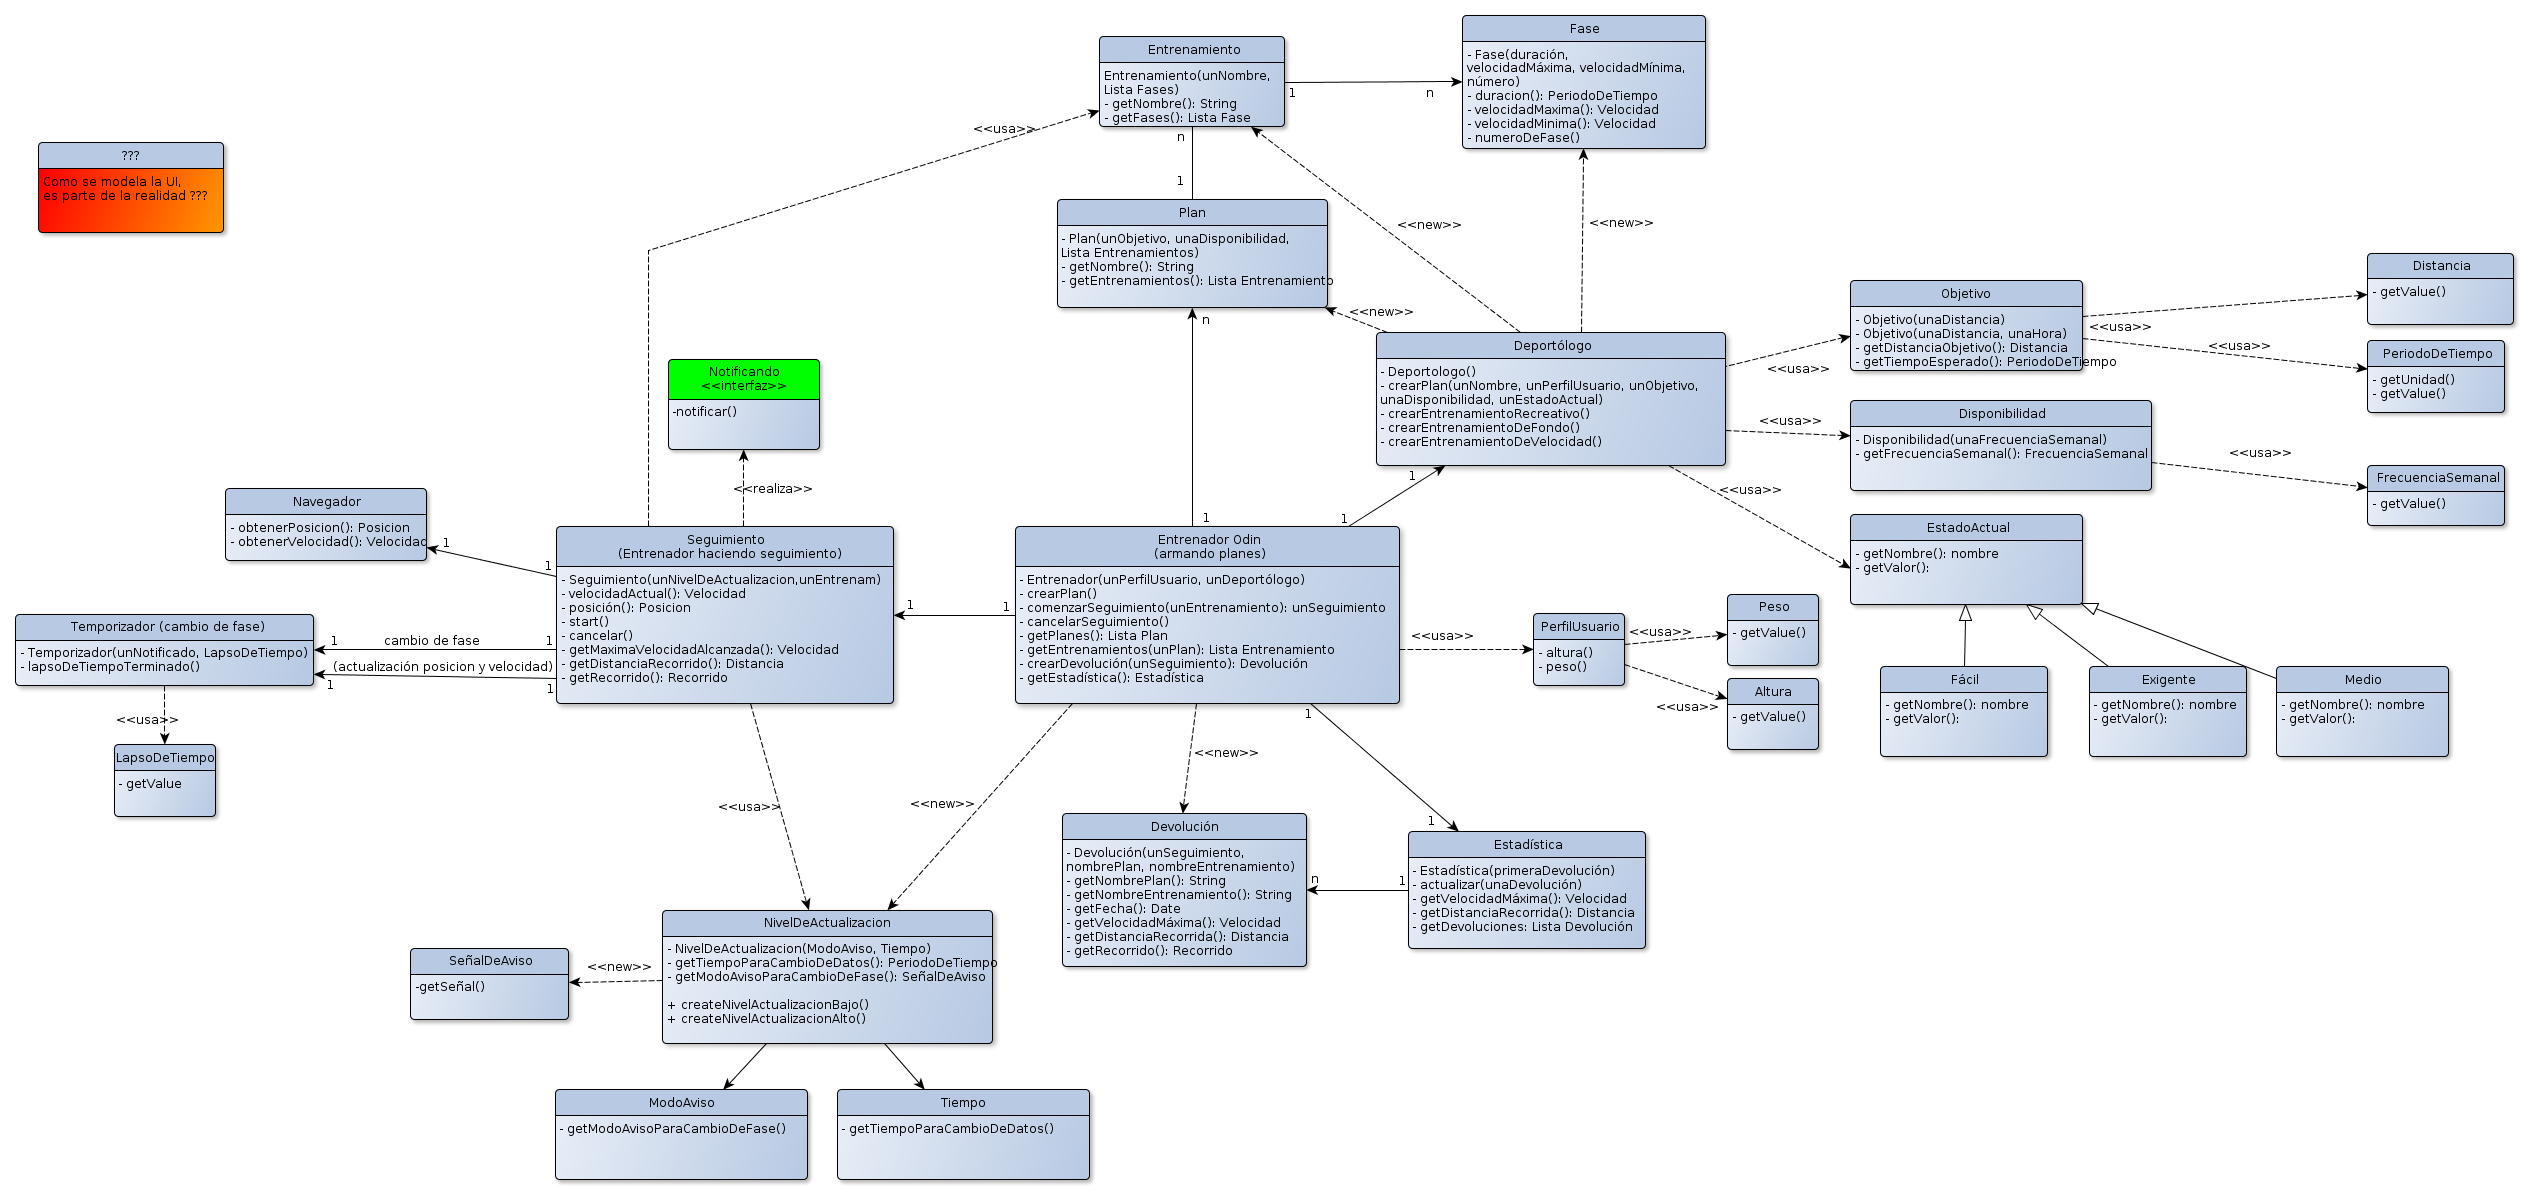 Fase
- Fase(duración,
velocidadMáxima, velocidadMínima,
número)
- duracion(): PeriodoDeTiempo
- velocidadMaxima(): Velocidad
- velocidadMinima(): Velocidad
- numeroDeFase()
Entrenamiento
Entrenamiento(unNombre,
Lista Fases)
- getNombre(): String
- getFases(): Lista Fase
1
n
<<usa>>
n
1
???
Como se modela la UI,
es parte de la realidad ???
Plan
- Plan(unObjetivo, unaDisponibilidad,
Lista Entrenamientos)
- getNombre(): String
- getEntrenamientos(): Lista Entrenamiento
<<new>>
<<new>>
<<new>>
n
Deportólogo
- Deportologo()
- crearPlan(unNombre, unPerfilUsuario, unObjetivo,
unaDisponibilidad, unEstadoActual)
- crearEntrenamientoRecreativo()
- crearEntrenamientoDeFondo()
- crearEntrenamientoDeVelocidad()
Objetivo
- Objetivo(unaDistancia)
- Objetivo(unaDistancia, unaHora)
- getDistanciaObjetivo(): Distancia
- getTiempoEsperado(): PeriodoDeTiempo
Distancia
- getValue()
<<usa>>
<<usa>>
PeriodoDeTiempo
- getUnidad()
- getValue()
<<usa>>
<<usa>>
<<usa>>
Disponibilidad
- Disponibilidad(unaFrecuenciaSemanal)
- getFrecuenciaSemanal(): FrecuenciaSemanal
<<usa>>
FrecuenciaSemanal
- getValue()
EstadoActual
- getNombre(): nombre
- getValor():
Fácil
- getNombre(): nombre
- getValor():
Exigente
- getNombre(): nombre
- getValor():
Medio
- getNombre(): nombre
- getValor():
Notificando
<<interfaz>>
-notificar()
<<realiza>>
Navegador
- obtenerPosicion(): Posicion
- obtenerVelocidad(): Velocidad
1
1
Seguimiento
(Entrenador haciendo seguimiento)
- Seguimiento(unNivelDeActualizacion,unEntrenam)
- velocidadActual(): Velocidad
- posición(): Posicion
- start()
- cancelar()
- getMaximaVelocidadAlcanzada(): Velocidad
- getDistanciaRecorrido(): Distancia
- getRecorrido(): Recorrido
1
1
1
1
1
Entrenador Odin
(armando planes)
- Entrenador(unPerfilUsuario, unDeportólogo)
- crearPlan()
- comenzarSeguimiento(unEntrenamiento): unSeguimiento
- cancelarSeguimiento()
- getPlanes(): Lista Plan
- getEntrenamientos(unPlan): Lista Entrenamiento
- crearDevolución(unSeguimiento): Devolución
- getEstadística(): Estadística
Temporizador (cambio de fase)
- Temporizador(unNotificado, LapsoDeTiempo)
- lapsoDeTiempoTerminado()
1
cambio de fase
1
(actualización posicion y velocidad)
1
1
<<usa>>
LapsoDeTiempo
- getValue
<<usa>>
PerfilUsuario
- altura()
- peso()
<<usa>>
<<usa>>
Peso
- getValue()
Altura
- getValue()
<<usa>>
<<new>>
<<new>>
1
1
Devolución
- Devolución(unSeguimiento,
nombrePlan, nombreEntrenamiento)
- getNombrePlan(): String
- getNombreEntrenamiento(): String
- getFecha(): Date
- getVelocidadMáxima(): Velocidad
- getDistanciaRecorrida(): Distancia
- getRecorrido(): Recorrido
n
1
Estadística
- Estadística(primeraDevolución)
- actualizar(unaDevolución)
- getVelocidadMáxima(): Velocidad
- getDistanciaRecorrida(): Distancia
- getDevoluciones: Lista Devolución
NivelDeActualizacion
- NivelDeActualizacion(ModoAviso, Tiempo)
- getTiempoParaCambioDeDatos(): PeriodoDeTiempo
- getModoAvisoParaCambioDeFase(): SeñalDeAviso
+ createNivelActualizacionBajo()
+ createNivelActualizacionAlto()
<<new>>
SeñalDeAviso
-getSeñal()
ModoAviso
- getModoAvisoParaCambioDeFase()
Tiempo
- getTiempoParaCambioDeDatos()